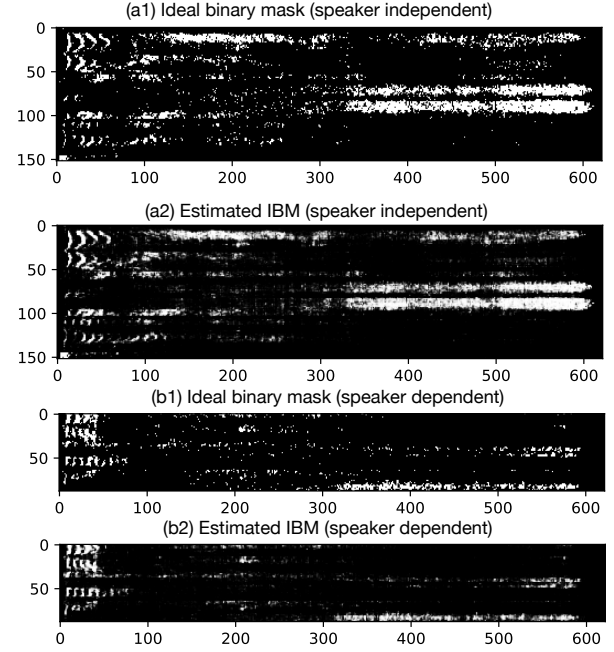 (a1) Ideal binary mask (speaker independent)
0
50
100
150
0 100 200 300 400 500 600
(a2) Estimated IBM (speaker independent)
0
50
100
150
0 100 200 300 400 500 600
(b1) Ideal binary mask (speaker dependent)
0
50
0 100 200 300 400 500 600
(b2) Estimated IBM (speaker dependent)
0
50
0 100 200 300 400 500 600